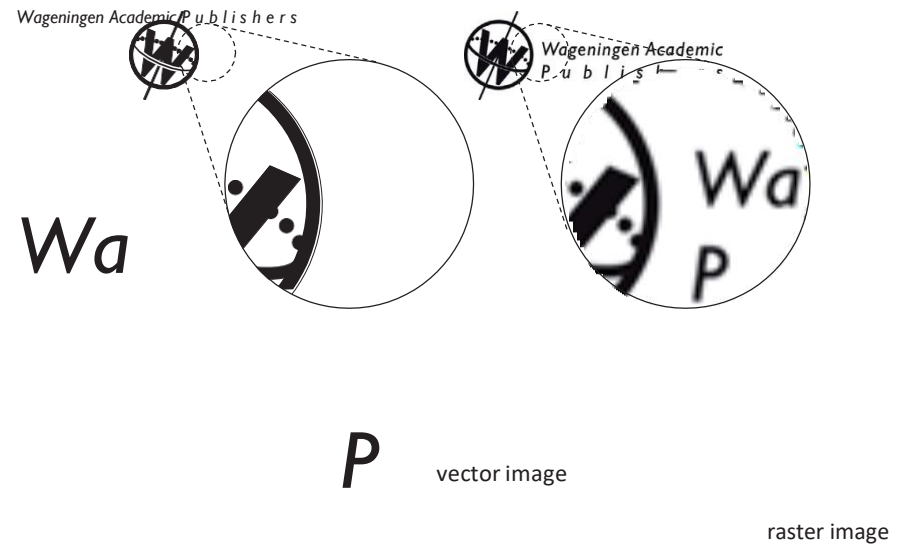 Wageningen Academic Publishers
W
W
Wageningen Academic
Wa
P
Wa
P
vector image
raster image